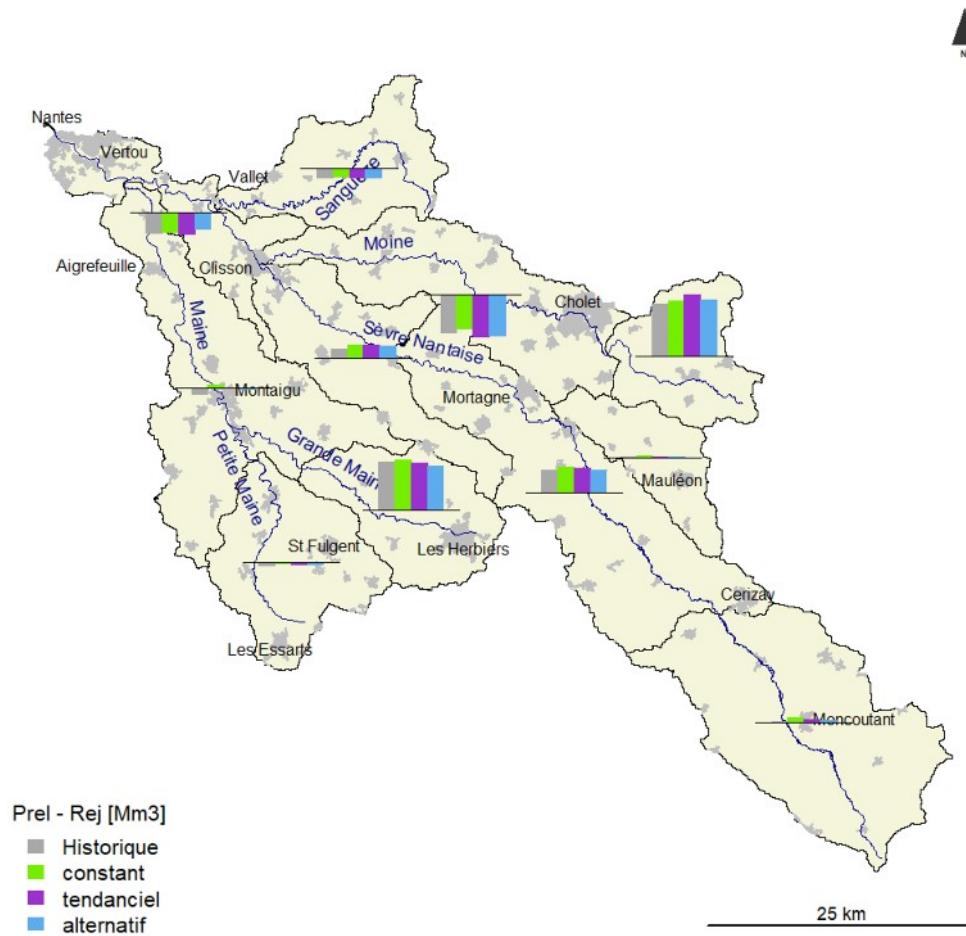 N
Nantes
Vertou
Vallet
Sanguèze
Moine
Aigrefeuille
Clisson
Cholet
Maine
Sèvre Nantaise
Mortagne
Montaigu
Petite Maine
Grande Main
Mauléon
St Fulgent
Les Herbiers
Cerizay
Les Essarts
Moncoutant
Prel - Rej [Mm3]
Historique
constant
tendanciel
alternatif
25 km